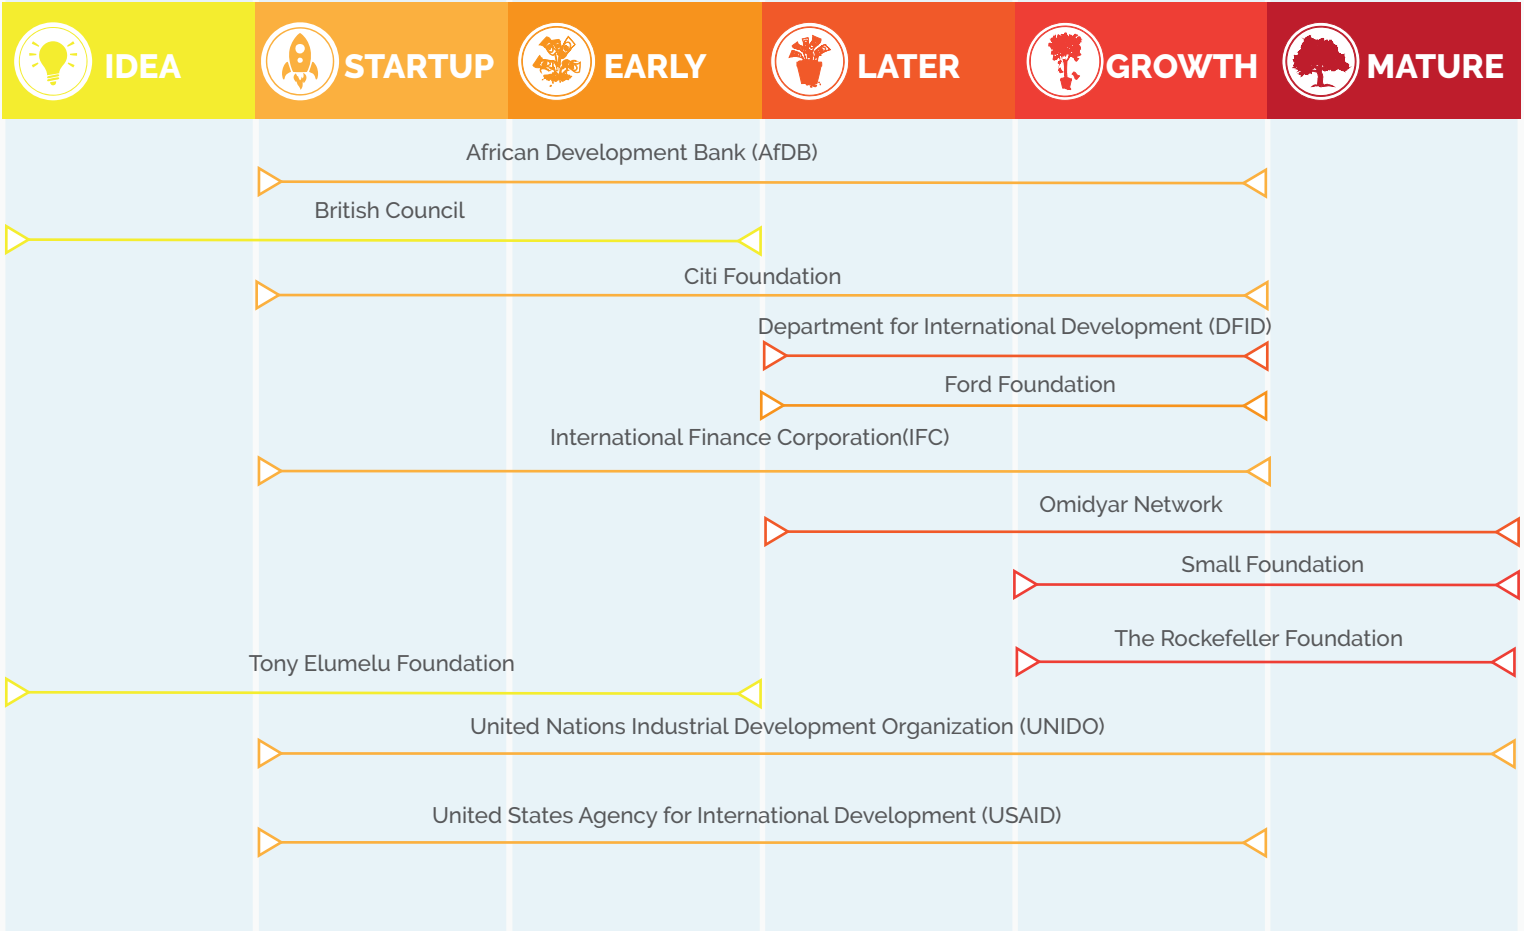 IDEA STARTUP EARLY LATER GROWTH MATURE
African Development Bank (AfDB)
British Council
Citi Foundation
Department for International Development (DFID)
Ford Foundation
International Finance Corporation(IFC)
Omidyar Network
Small Foundation
The Rockefeller Foundation
Tony Elumelu Foundation
United Nations Industrial Development Organization (UNIDO)
United States Agency for International Development (USAID)